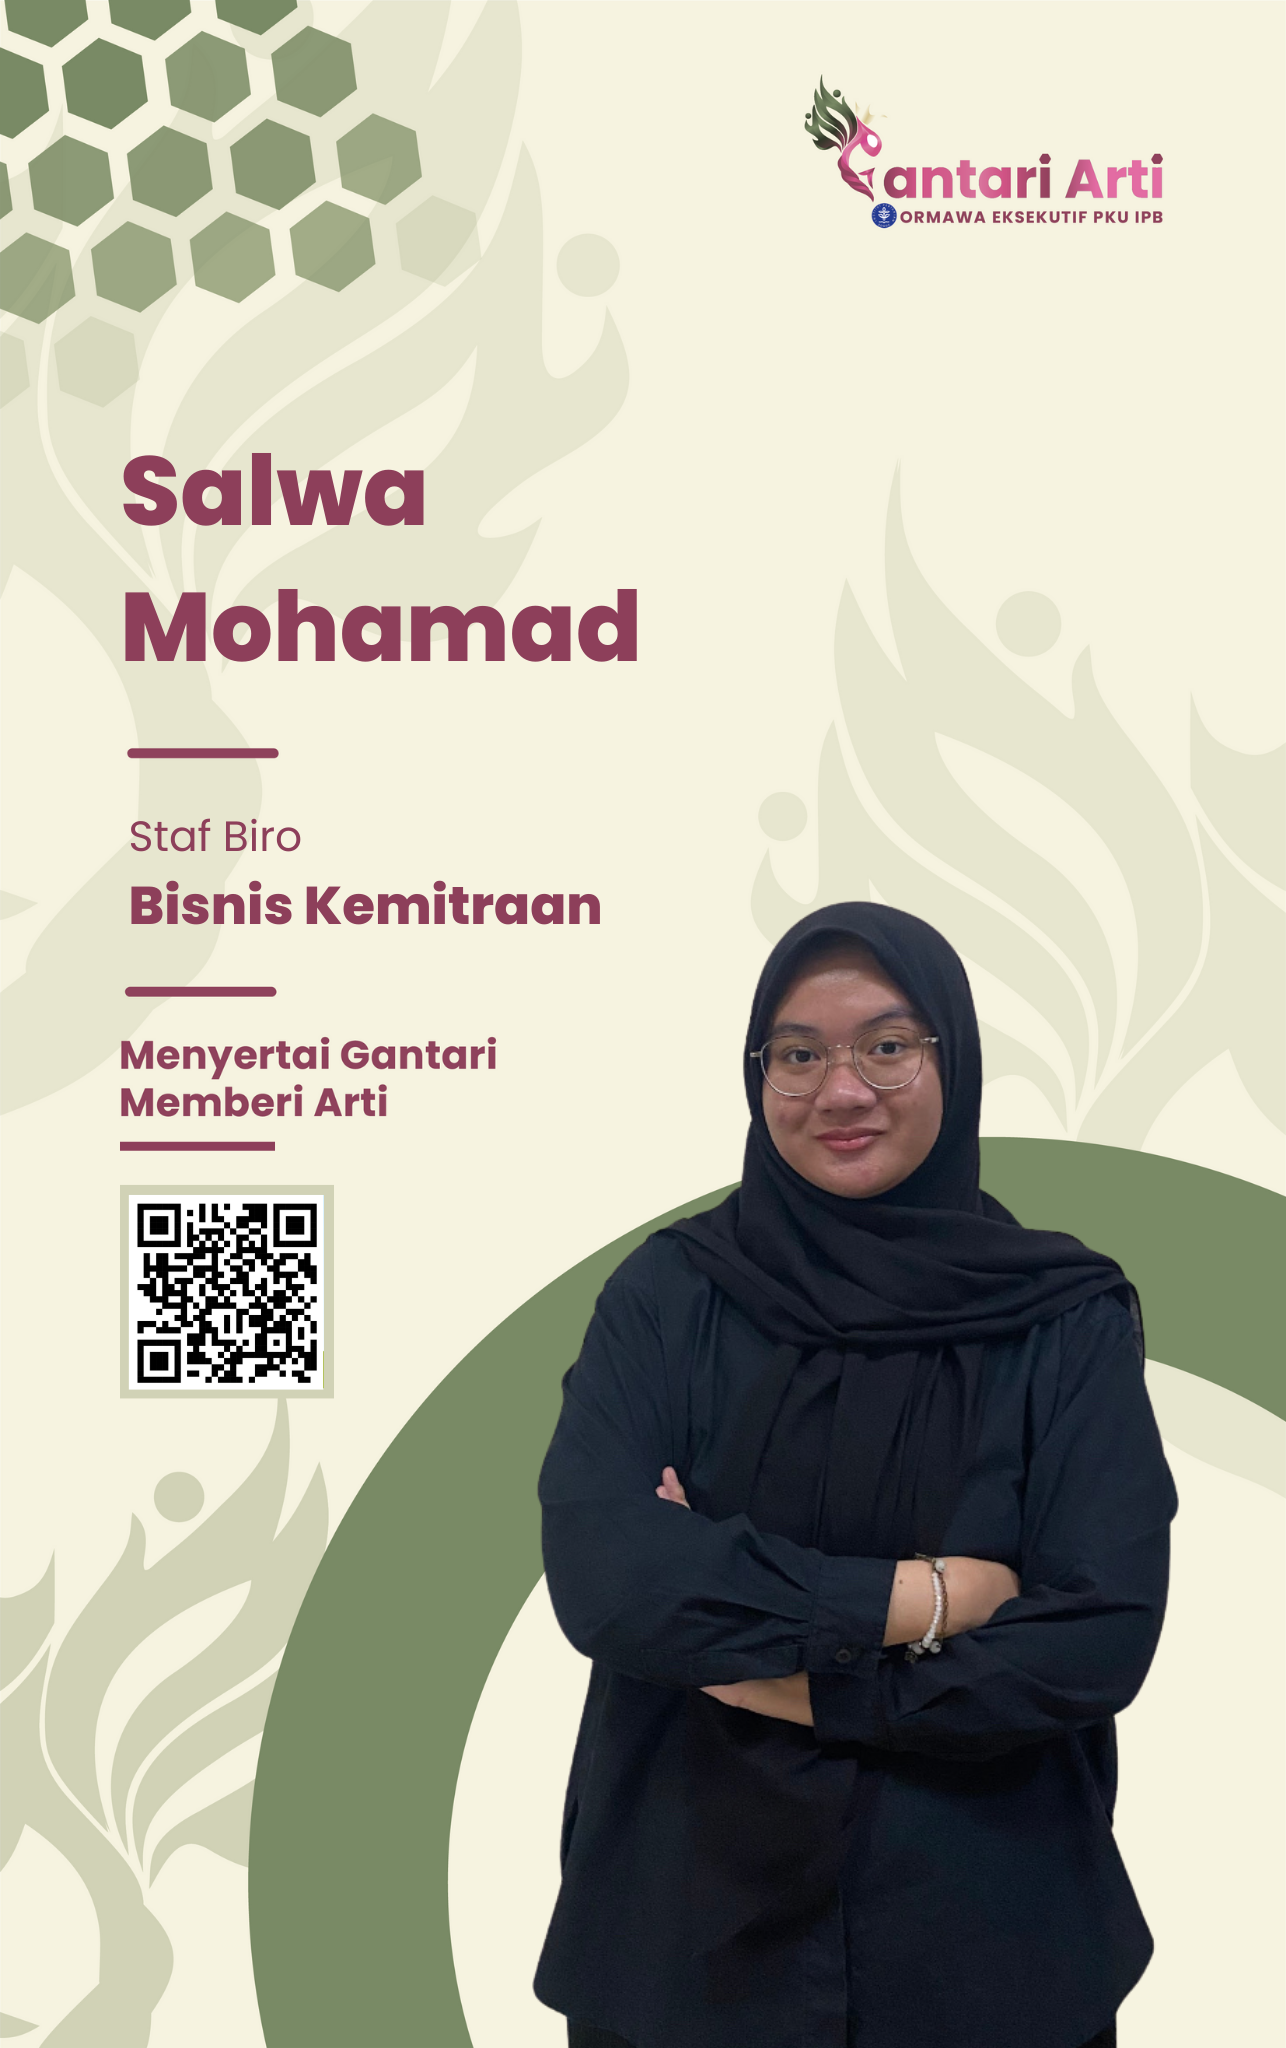 Gantari Arti
ORMAWA EKSEKUTIF PKU IPB
Salwa
Mohamad
Staf Biro
Bisnis Kemitraan
Menyertai Gantari
Memberi Arti